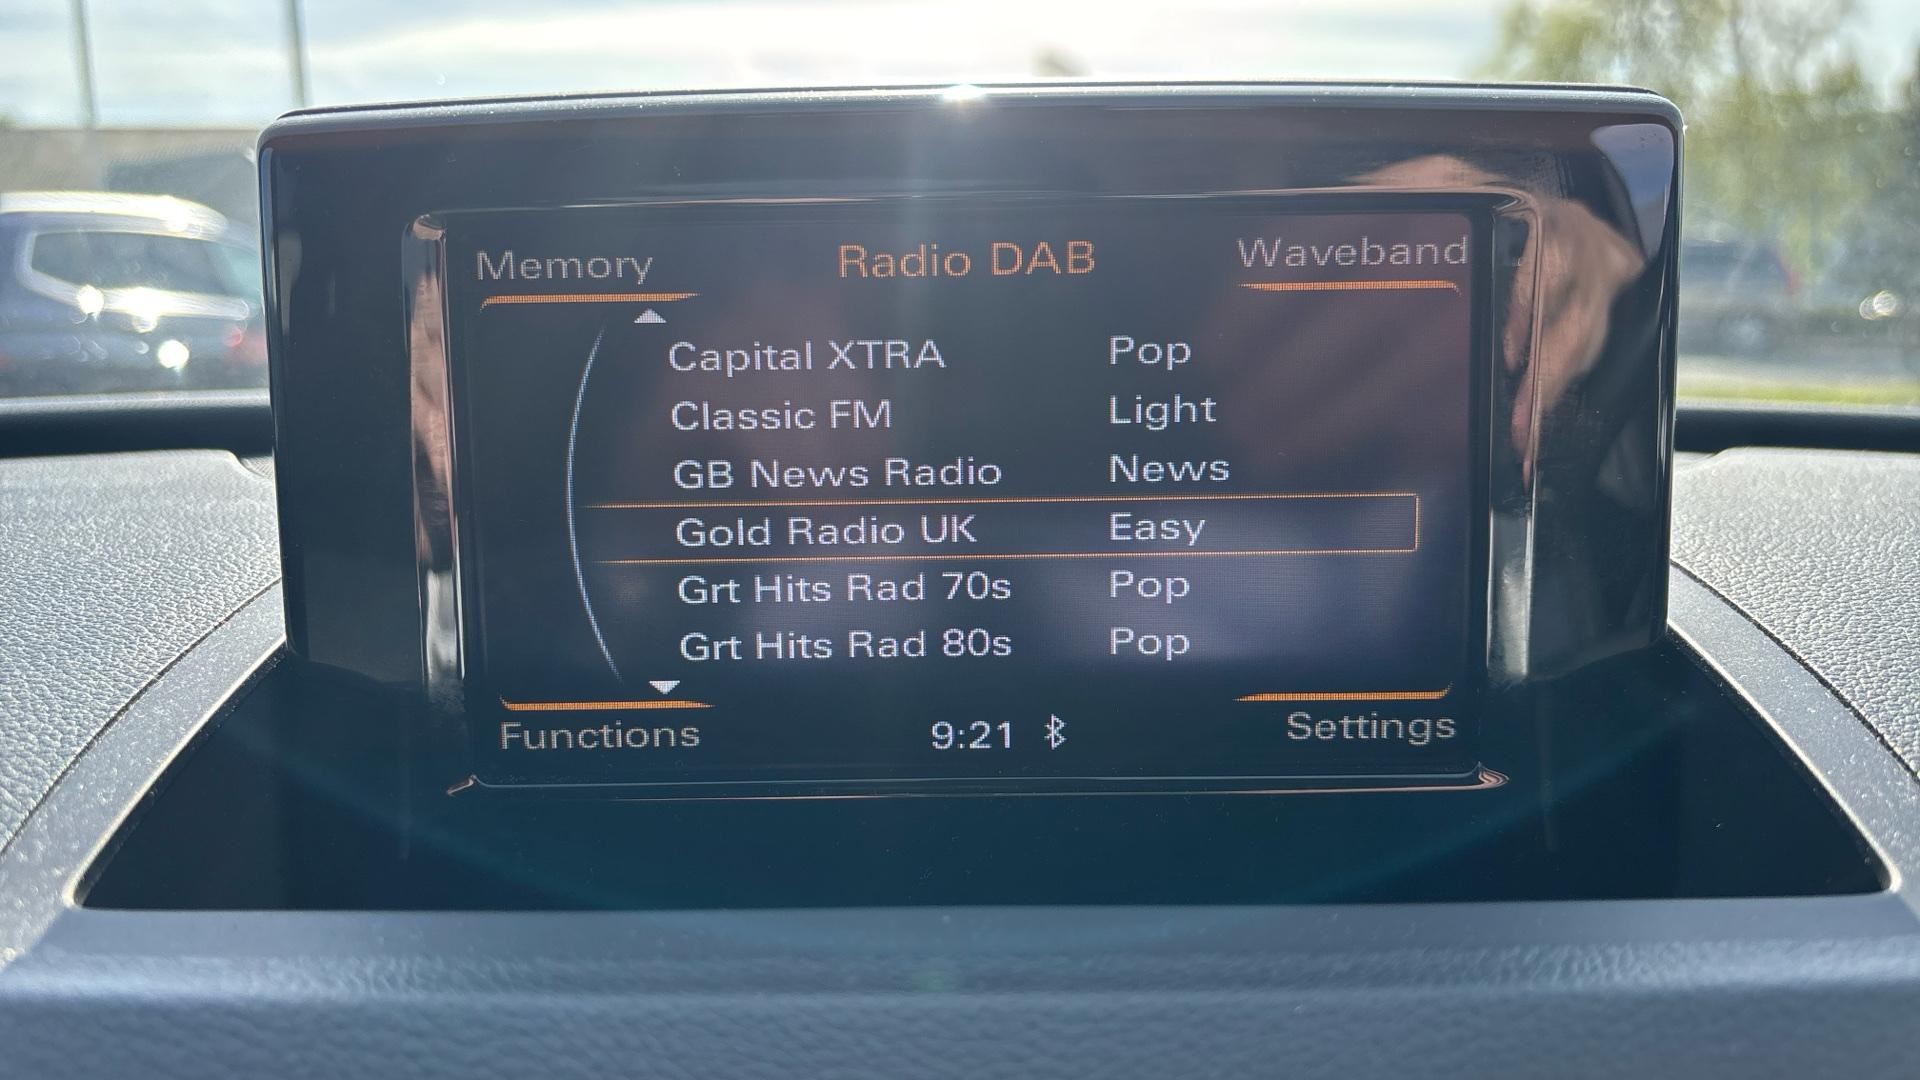 Memory Radio DAB Waveband
Capital XTRA Pop
Classic FM Light
GB News Radio News
Gold Radio UK Easy
Grt Hits Rad 70s Pop
Grt Hits Rad 80s Pop
Functions 9:21 Settings